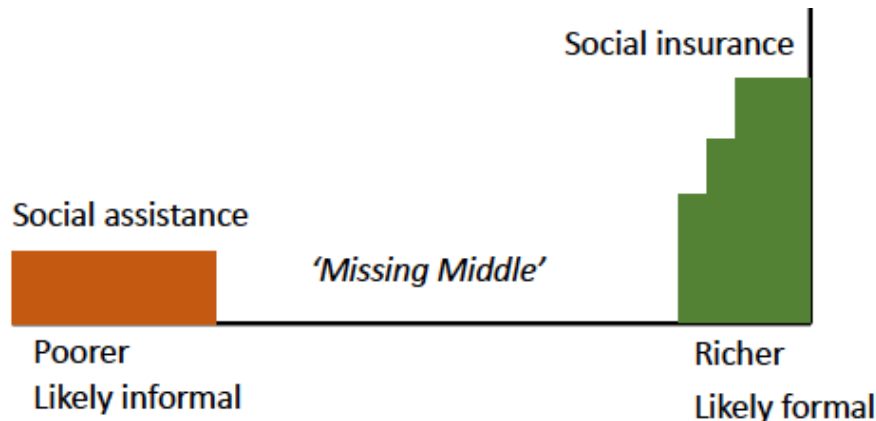 Social insurance
Social assistance
‘Missing Middle’
Poorer
Likely informal
Richer
Likely formal